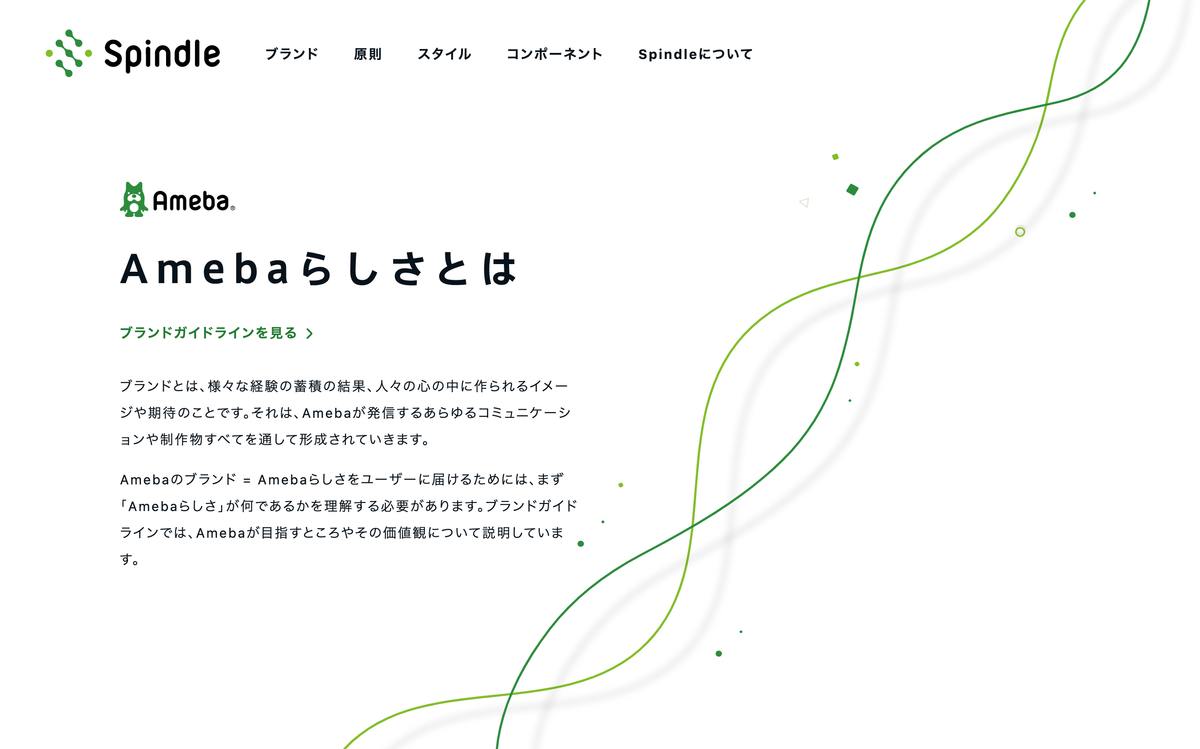 Spindle
ブランド
原則
スタイル
コンポーネント
Spindleについて
Ameba®
Amebaらしさとは
ブランドガイドラインを見る
ブランドとは、様々な経験の蓄積の結果、人々の心の中に作られるイメー
ジや期待のことです。それは、Amebaが発信するあらゆるコミュニケーシ
ョンや制作物すべてを通して形成されていきます。
Amebaのブランド = Amebaらしさをユーザーに届けるためには、まず
「Amebaらしさ」が何であるかを理解する必要があります。ブランドガイド
ラインでは、Amebaが目指すところやその価値観について説明していま
す。